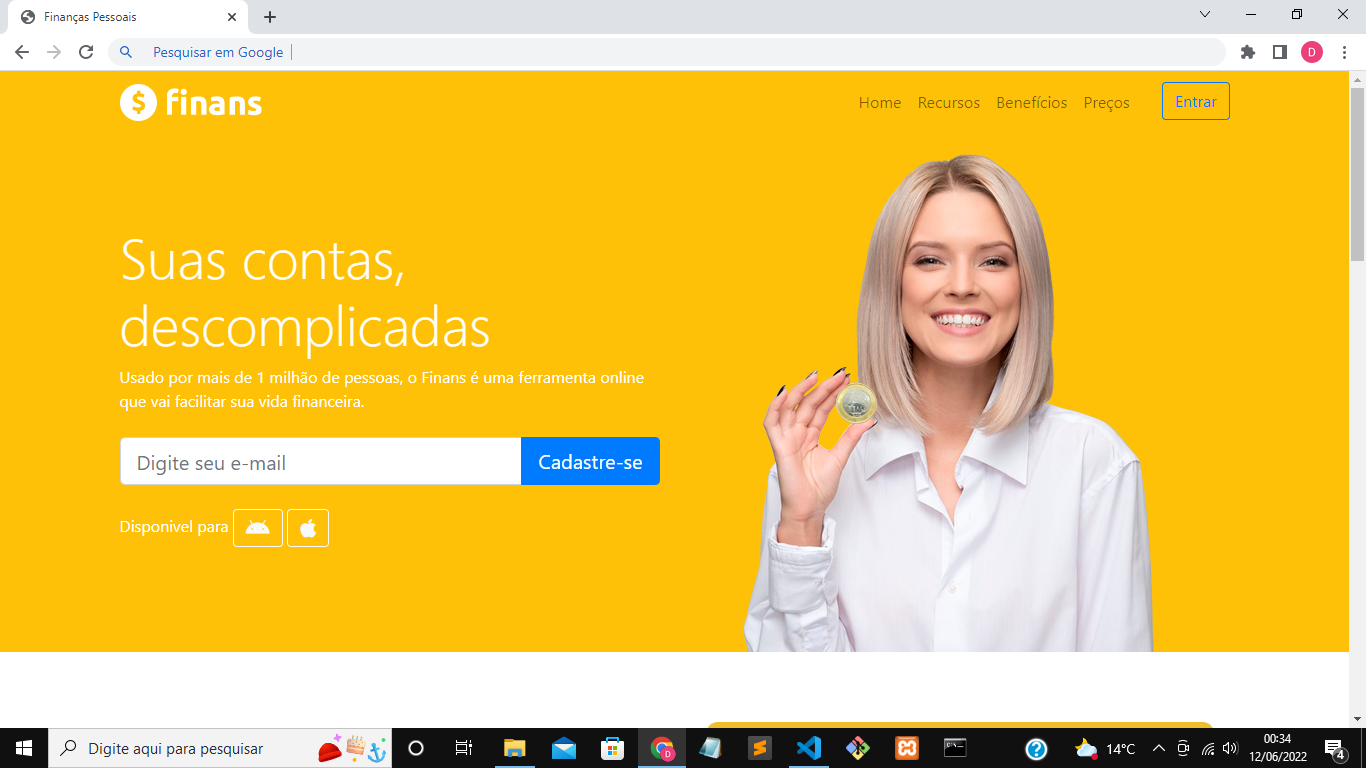 Finanças Pessoais
Pesquisar em Google
finans
Home Recursos Benefícios Preços Entrar
Suas contas,
descomplicadas
Usado por mais de 1 milhão de pessoas, o Finans é uma ferramenta online
que vai facilitar sua vida financeira.
Digite seu e-mail Cadastre-se
Disponivel para
Digite aqui para pesquisar
14°C
00:34
12/06/2022
4
D
D